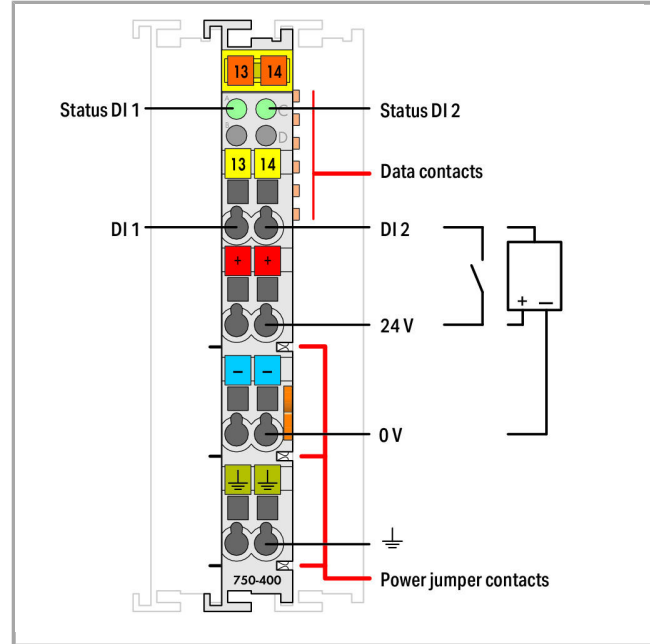 13 14
A C
Status DI 1
Status DI 2
B D
13 14
Data contacts
DI 1
DI 2
+ +
+ −
24 V
− −
0 V
750-400
Power jumper contacts